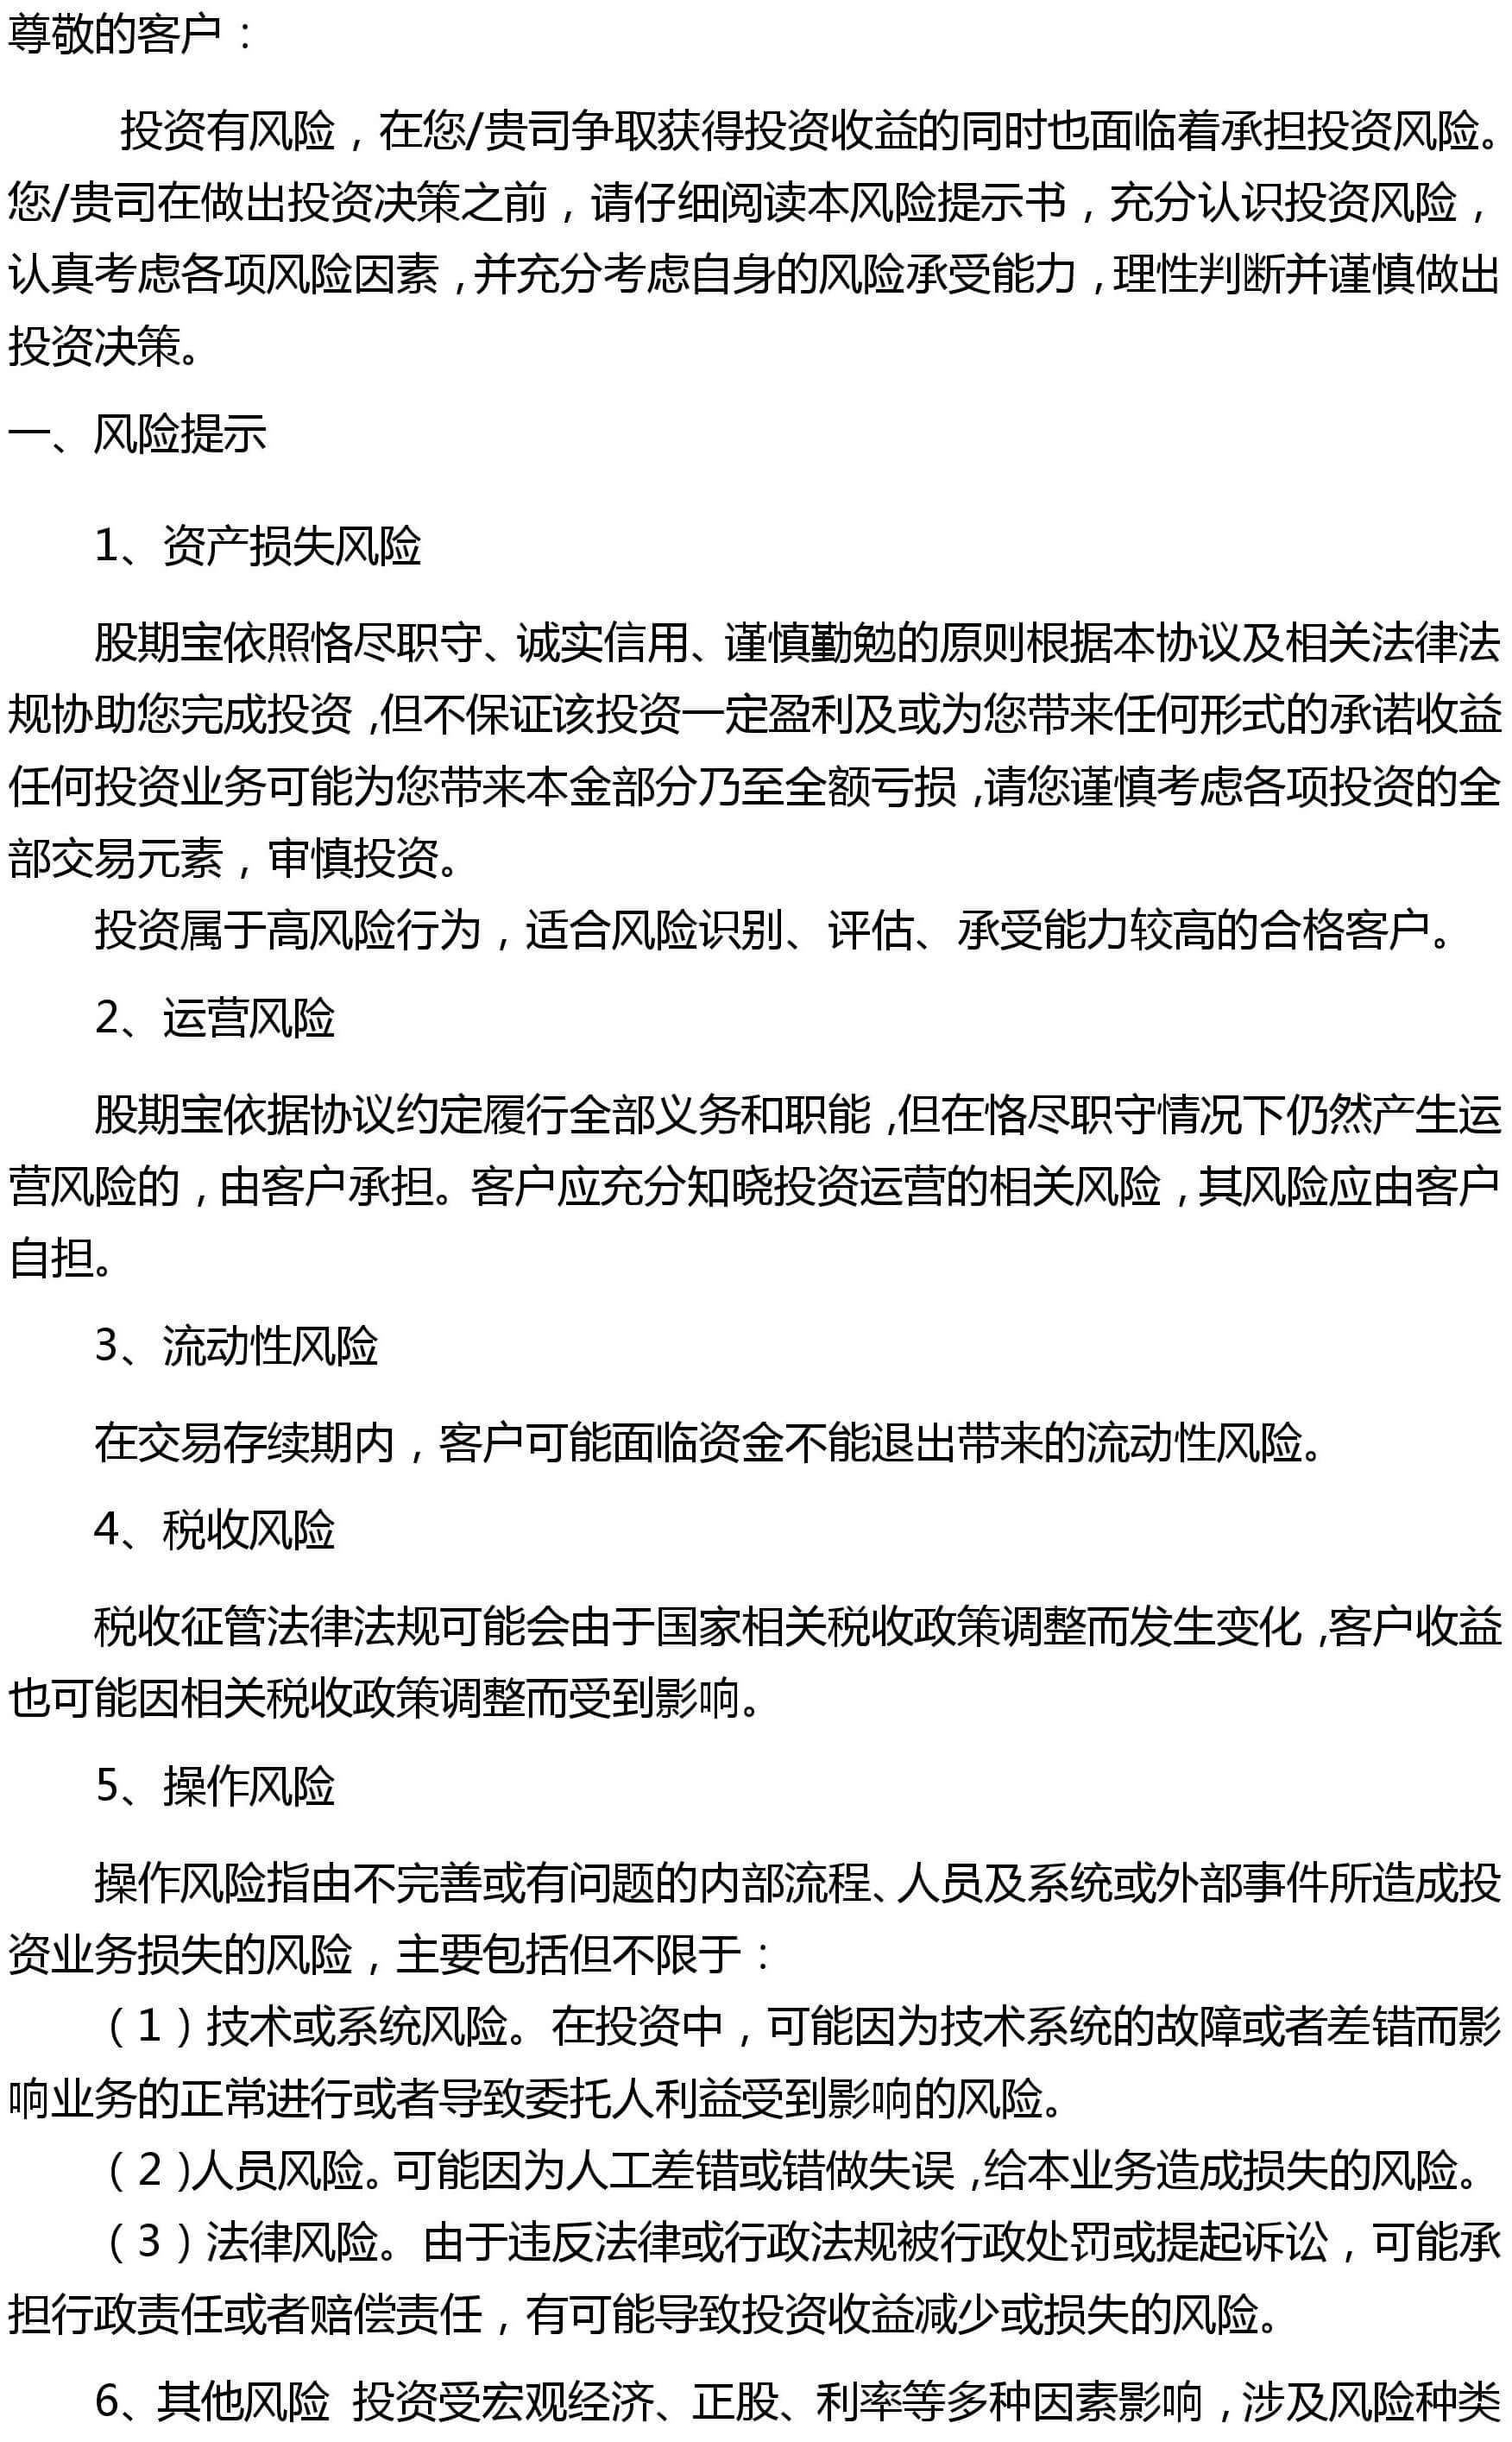 尊敬的客户：
投资有风险，在您/贵司争取获得投资收益的同时也面临着承担投资风险。
您/贵司在做出投资决策之前，请仔细阅读本风险提示书，充分认识投资风险，
认真考虑各项风险因素，并充分考虑自身的风险承受能力，理性判断并谨慎做出
投资决策。
一、风险提示
1、资产损失风险
股期宝依照恪尽职守、诚实信用、谨慎勤勉的原则根据本协议及相关法律法
规协助您完成投资，但不保证该投资一定盈利及或为您带来任何形式的承诺收益
任何投资业务可能为您带来本金部分乃至全额亏损，请您谨慎考虑各项投资的全
部交易元素，审慎投资。
投资属于高风险行为，适合风险识别、评估、承受能力较高的合格客户。
2、运营风险
股期宝依据协议约定履行全部义务和职能，但在恪尽职守情况下仍然产生运
营风险的，由客户承担。客户应充分知晓投资运营的相关风险，其风险应由客户
自担。
3、流动性风险
在交易存续期内，客户可能面临资金不能退出带来的流动性风险。
4、税收风险
税收征管法律法规可能会由于国家相关税收政策调整而发生变化，客户收益
也可能因相关税收政策调整而受到影响。
5、操作风险
操作风险指由不完善或有问题的内部流程、人员及系统或外部事件所造成投
资业务损失的风险，主要包括但不限于：
（1）技术或系统风险。在投资中，可能因为技术系统的故障或者差错而影
响业务的正常进行或者导致委托人利益受到影响的风险。
（2）人员风险。可能因为人工差错或错做失误，给本业务造成损失的风险。
（3）法律风险。由于违反法律或行政法规被行政处罚或提起诉讼，可能承
担行政责任或者赔偿责任，有可能导致投资收益减少或损失的风险。
6、其他风险 投资受宏观经济、正股、利率等多种因素影响，涉及风险种类